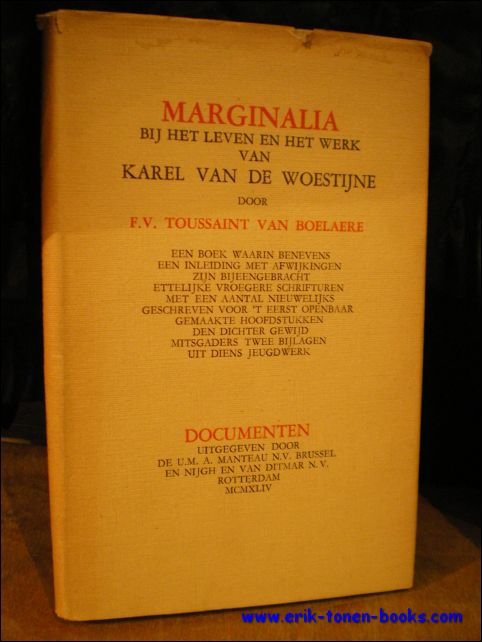 MARGINALIA
BIJ HET LEVEN EN HET WERK
VAN
KAREL VAN DE WOESTIJNE
DOOR
F.V. TOUSSAINT VAN BOELAERE
EEN BOEK WAARIN BENEVENS
EEN INLEIDING MET AFWIJKINGEN
ZIJN BIJEENGEBRACHT
ETTELIJKE VROEGERE SCHRIFTUREN
MET EEN AANTAL NIEUWELIJKS
GESCHREVEN VOOR 'T EERST OPENBAAR
GEMAAKTE HOOFDSTUKKEN
DEN DICHTER GEWIJD
MITSGADERS TWEE BIJLAGEN
UIT DIENS JEUGDWERK
DOCUMENTEN
UITGEGEVEN DOOR
DE U.M. A. MANTEAU N.V. BRUSSEL
EN NIJGH EN VAN DITMAR N.V.
ROTTERDAM
MCMXLIV
www.erik-tonen-books.com